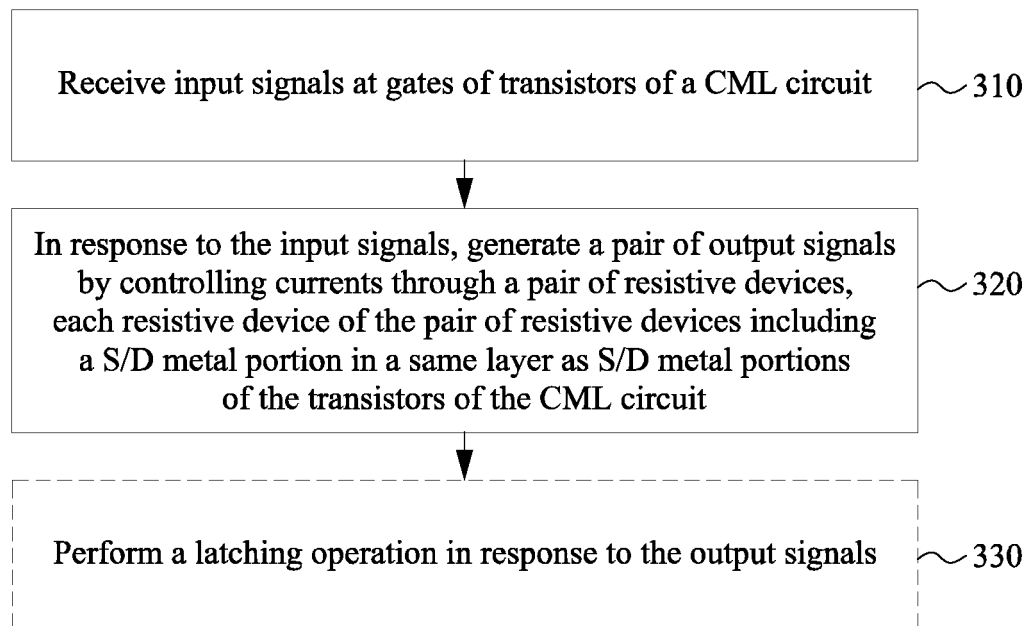 Receive input signals at gates of transistors of a CML circuit
310
In response to the input signals, generate a pair of output signals
by controlling currents through a pair of resistive devices,
each resistive device of the pair of resistive devices including
a S/D metal portion in a same layer as S/D metal portions
of the transistors of the CML circuit
320
Perform a latching operation in response to the output signals
330